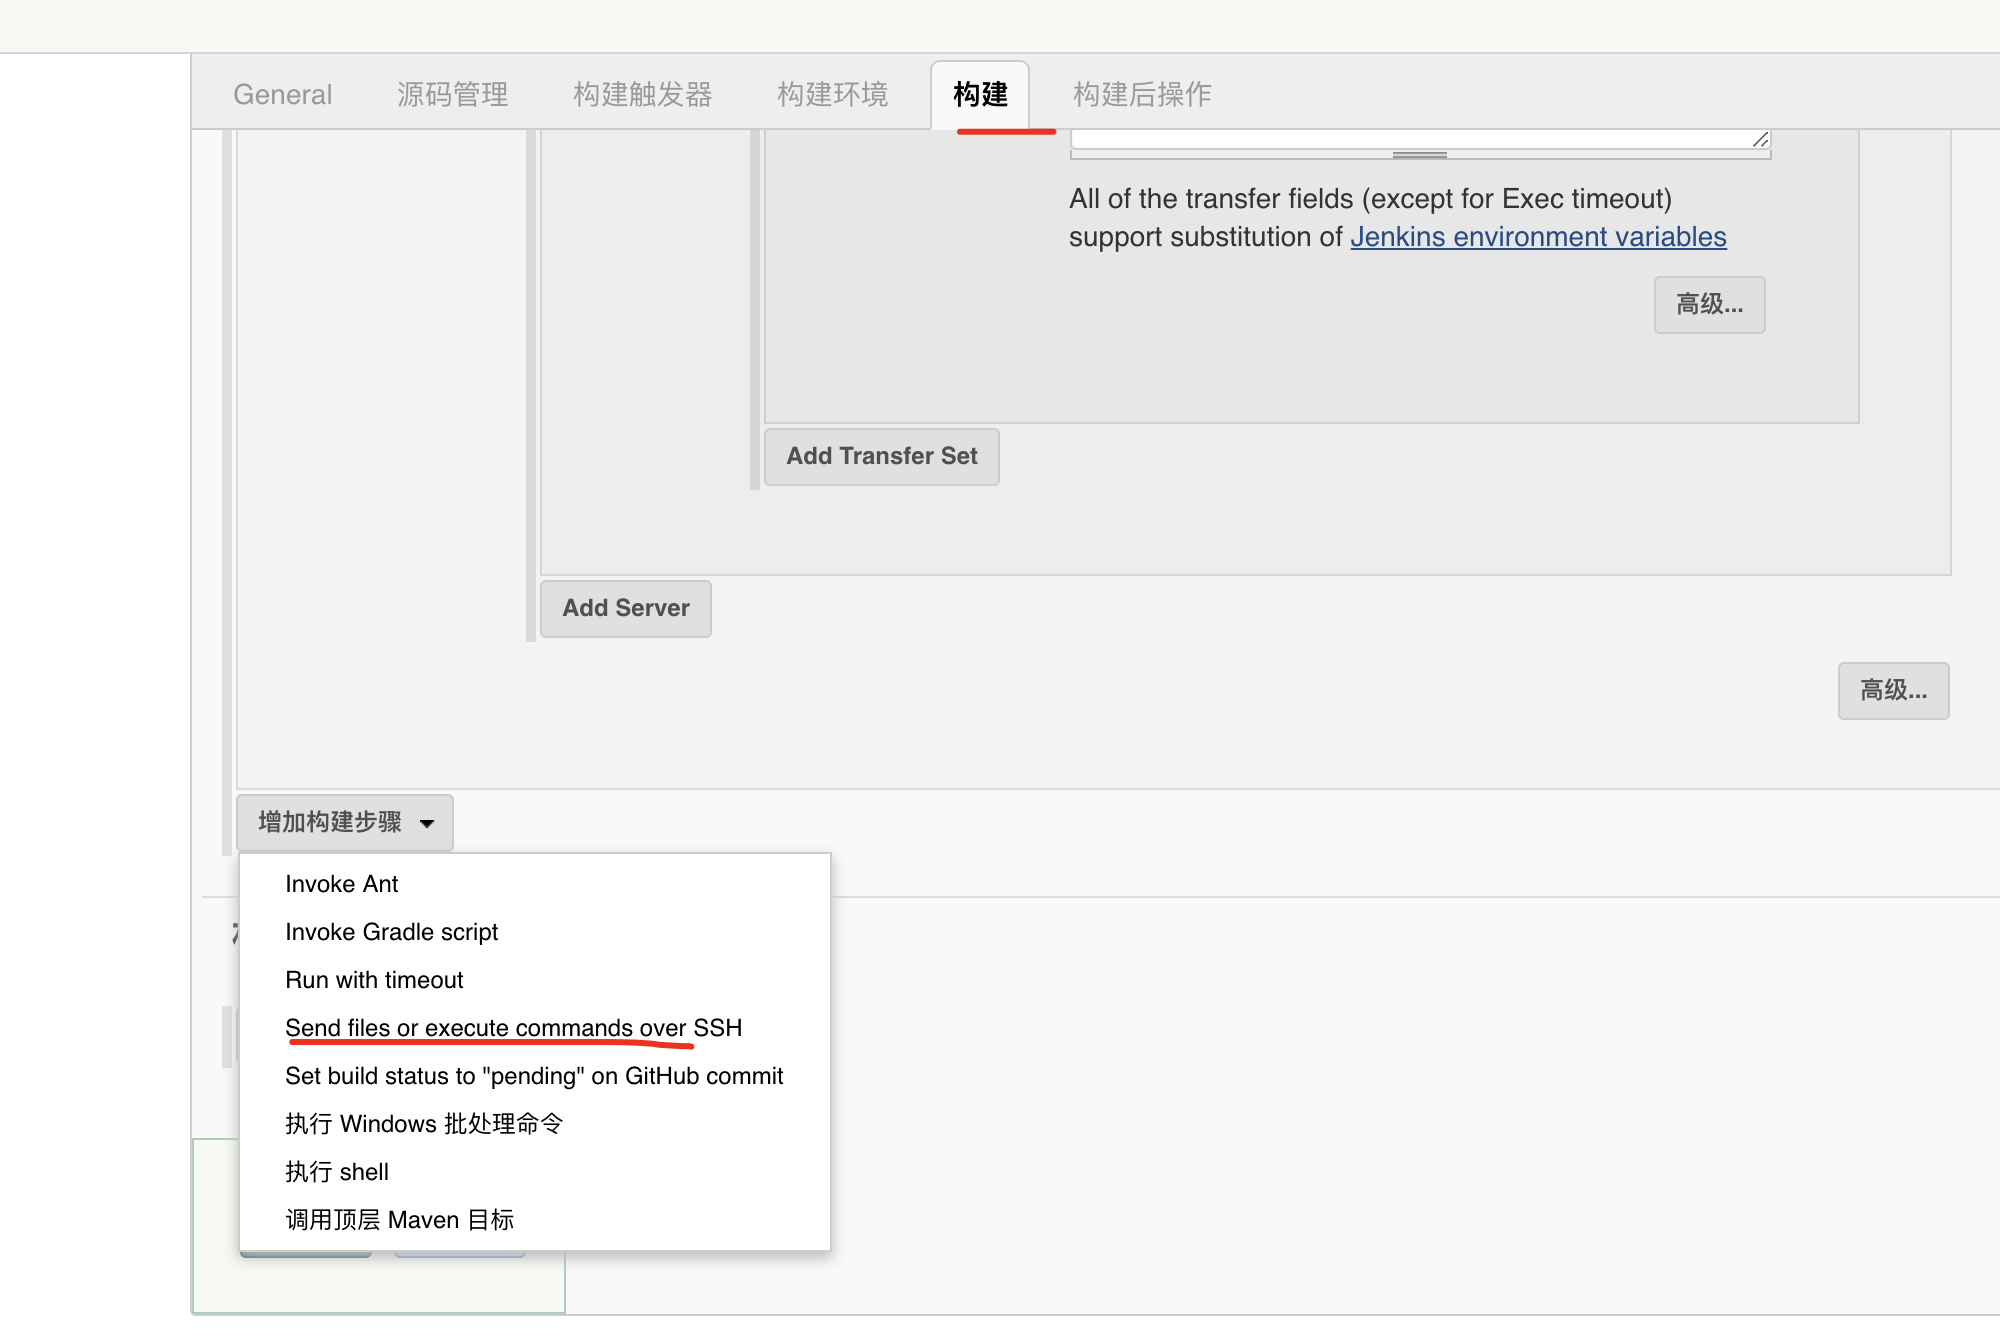 General 源码管理 构建触发器 构建环境 构建 构建后操作
All of the transfer fields (except for Exec timeout)
support substitution of Jenkins environment variables
高级...
Add Transfer Set
Add Server
高级...
增加构建步骤
Invoke Ant
Invoke Gradle script
Run with timeout
Send files or execute commands over SSH
Set build status to "pending" on GitHub commit
执行 Windows 批处理命令
执行 shell
调用顶层 Maven 目标